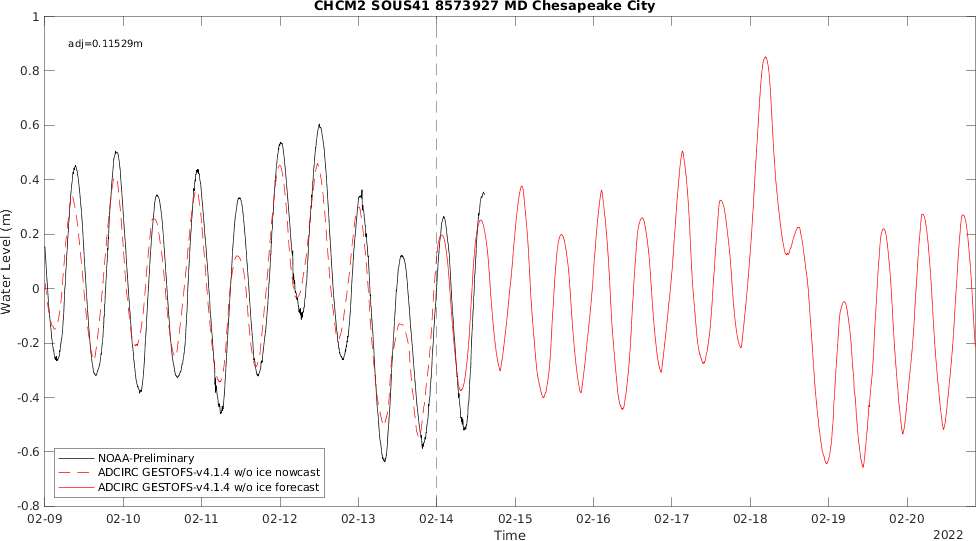 CHCM2 SOUS41 8573927 MD Chesapeake City
adj=0.11529m
1
0.8
0.6
0.4
0.2
0
-0.2
-0.4
-0.6
-0.8
Water Level (m)
NOAA-Preliminary
ADCIRC GESTOFS-v4.1.4 w/o ice nowcast
ADCIRC GESTOFS-v4.1.4 w/o ice forecast
02-09 02-10 02-11 02-12 02-13 02-14 02-15 02-16 02-17 02-18 02-19 02-20
Time
2022